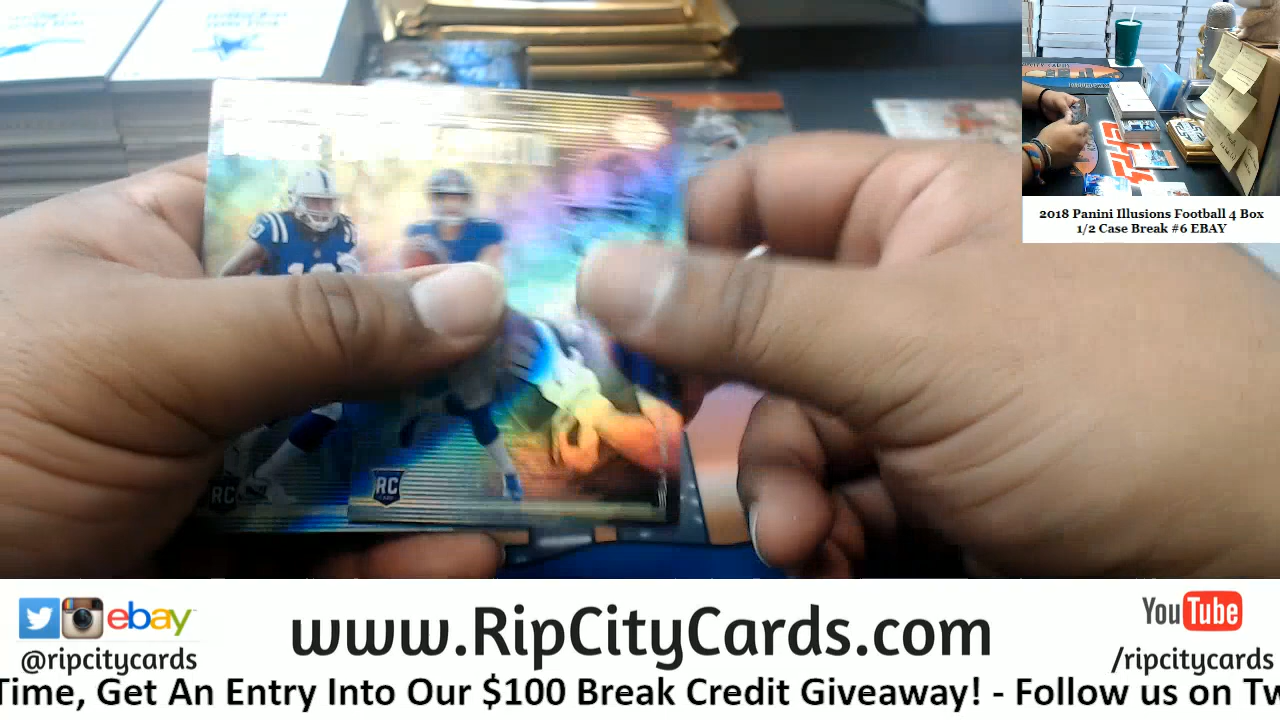 2018 Panini Illusions Football 4 Box
1/2 Case Break #6 EBAY
RC
RC
ebay
@ripcitycards
www.RipCityCards.com
YouTube
/ripcitycards
Time, Get An Entry Into Our $100 Break Credit Giveaway! - Follow us on Tw